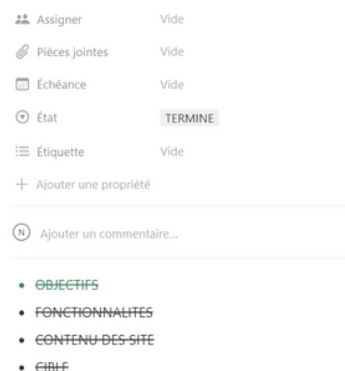 Assigner Vide
Pièces jointes Vide
Échéance Vide
État TERMINE
Étiquette Vide
+ Ajouter une propriété
N Ajouter un commentaire...
• OBJECTIFS
• FONCTIONNALITES
• CONTENU DES SITE
• CIBLE